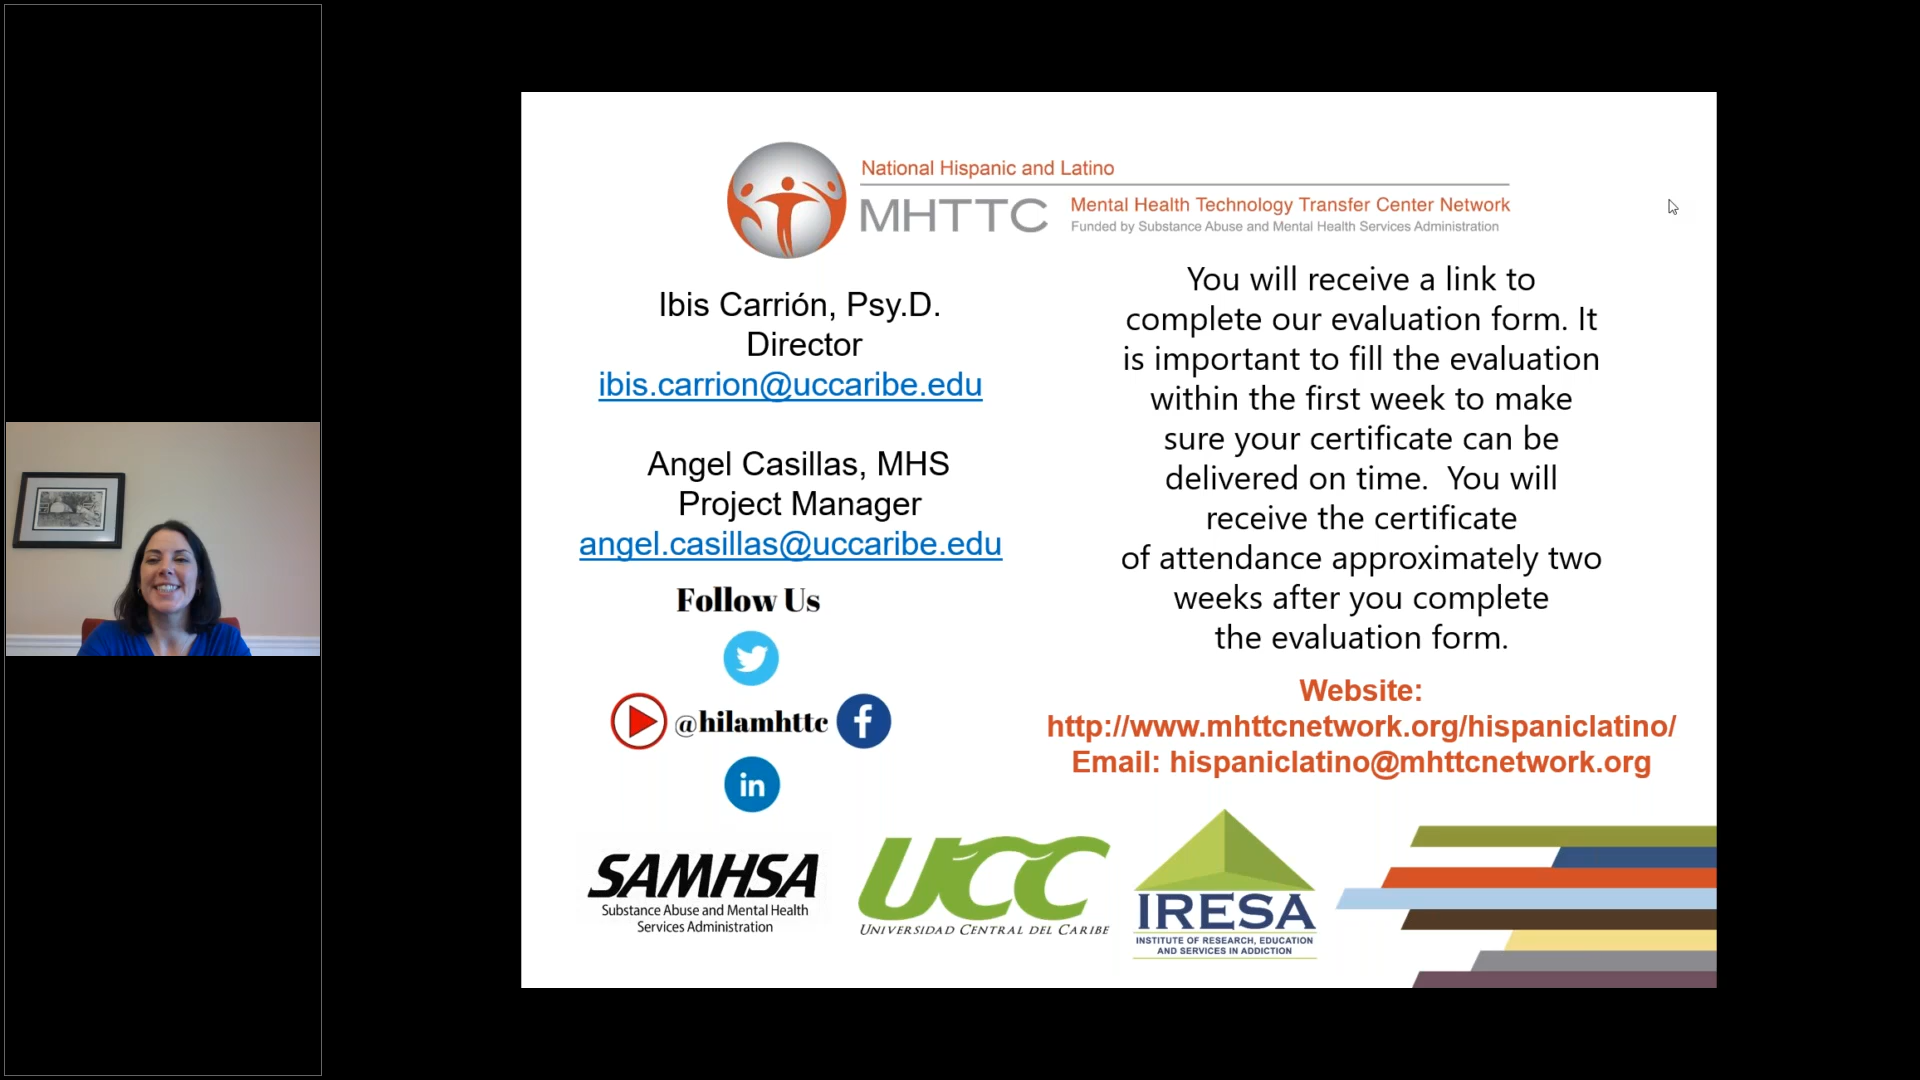 National Hispanic and Latino
MHTTC
Mental Health Technology Transfer Center Network
Funded by Substance Abuse and Mental Health Services Administration
Ibis Carrión, Psy.D.
Director
ibis.carrion@uccaribe.edu
Angel Casillas, MHS
Project Manager
angel.casillas@uccaribe.edu
Follow Us
@hilamhttc
f
in
You will receive a link to
complete our evaluation form. It
is important to fill the evaluation
within the first week to make
sure your certificate can be
delivered on time.  You will
receive the certificate
of attendance approximately two
weeks after you complete
the evaluation form.
Website:
http://www.mhttcnetwork.org/hispaniclatino/
Email: hispaniclatino@mhttcnetwork.org
SAMHSA
Substance Abuse and Mental Health
Services Administration
UCC
UNIVERSIDAD CENTRAL DEL CARIBE
IRESA
INSTITUTE OF RESEARCH, EDUCATION
AND SERVICES IN ADDICTION